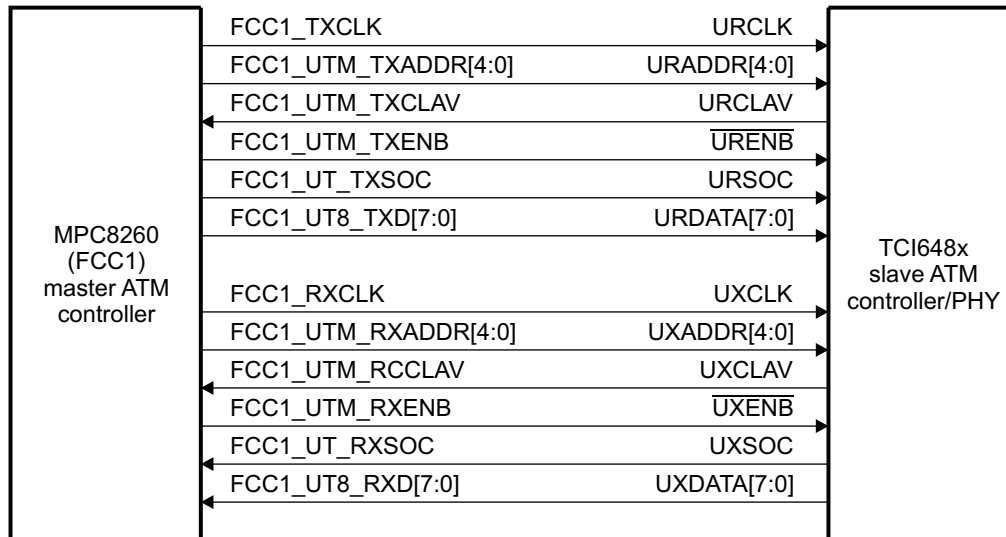 FCC1_TXCLK URCLK
FCC1_UTM_TXADDR[4:0] URADDR[4:0]
FCC1_UTM_TXCLAV URCLAV
FCC1_UTM_TXENB URENB
FCC1_UT_TXSOC URSOC
FCC1_UT8_TXD[7:0] URDATA[7:0]
MPC8260
(FCC1)
master ATM
controller
TCI648x
slave ATM
controller/PHY
FCC1_RXCLK UXCLK
FCC1_UTM_RXADDR[4:0] UXADDR[4:0]
FCC1_UTM_RCCLAV UXCLAV
FCC1_UTM_RXENB UXENB
FCC1_UT_RXSOC UXSOC
FCC1_UT8_RXD[7:0] UXDATA[7:0]